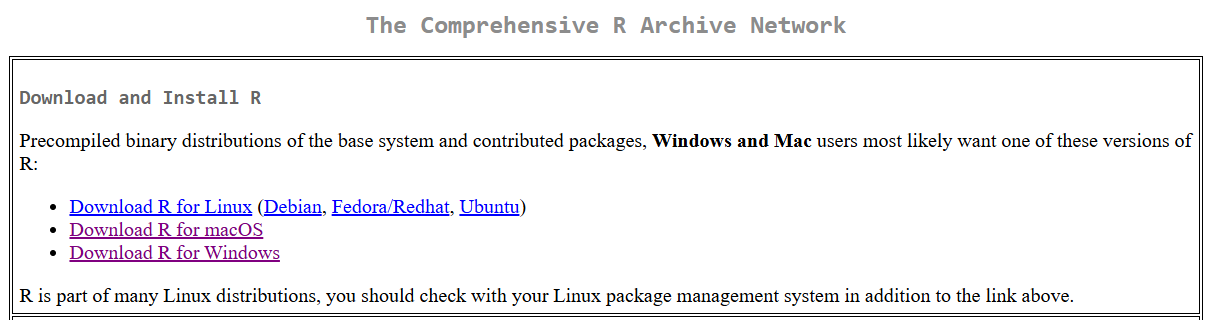 The Comprehensive R Archive Network
Download and Install R
Precompiled binary distributions of the base system and contributed packages, Windows and Mac users most likely want one of these versions of
R:
• Download R for Linux (Debian, Fedora/Redhat, Ubuntu)
• Download R for macOS
• Download R for Windows
R is part of many Linux distributions, you should check with your Linux package management system in addition to the link above.